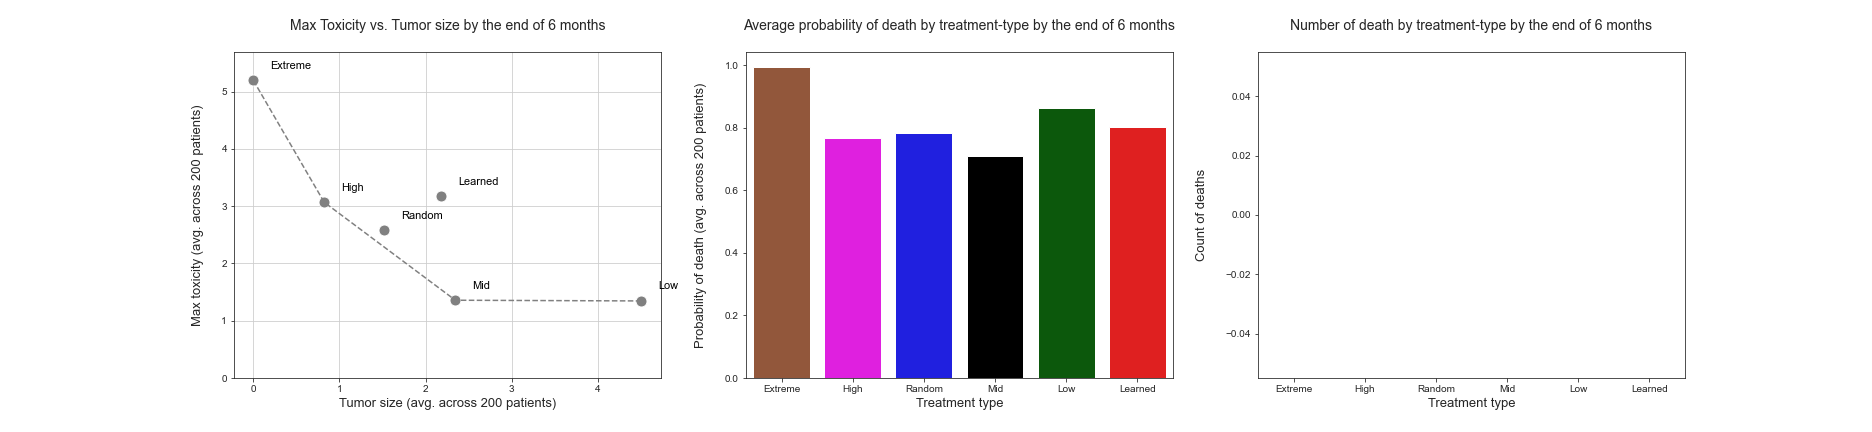 Max Toxicity vs. Tumor size by the end of 6 months
Max toxicity (avg. across 200 patients)
5
4
3
2
1
0
Extreme
High
Learned
Random
Mid
Low
0 1 2 3 4
Tumor size (avg. across 200 patients)
Average probability of death by treatment-type by the end of 6 months
Probability of death (avg. across 200 patients)
1.0
0.8
0.6
0.4
0.2
0.0
Extreme High Random Mid Low Learned
Treatment type
Number of death by treatment-type by the end of 6 months
Count of deaths
0.04
0.02
0.00
−0.02
−0.04
Extreme High Random Mid Low Learned
Treatment type